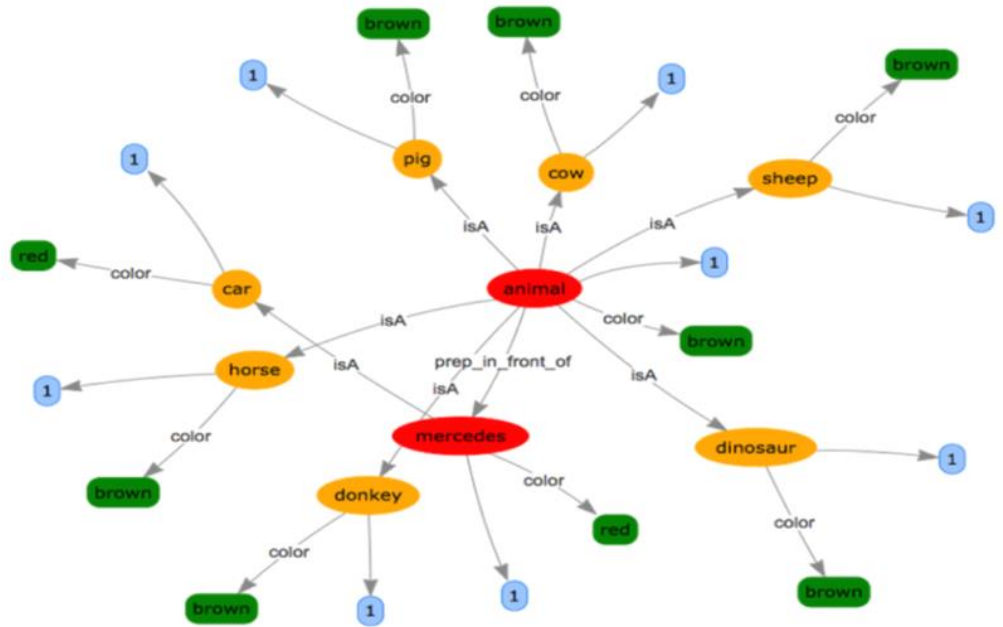 brown
brown
brown
1
1
color
color
color
pig
1
cow
sheep
isA
isA
isA
1
red
1
color
car
animal
color
isA
brown
prep_in_front_of
isA
horse
isA
isA
1
color
mercedes
dinosaur
1
color
brown
donkey
color
red
color
brown
1
1
brown